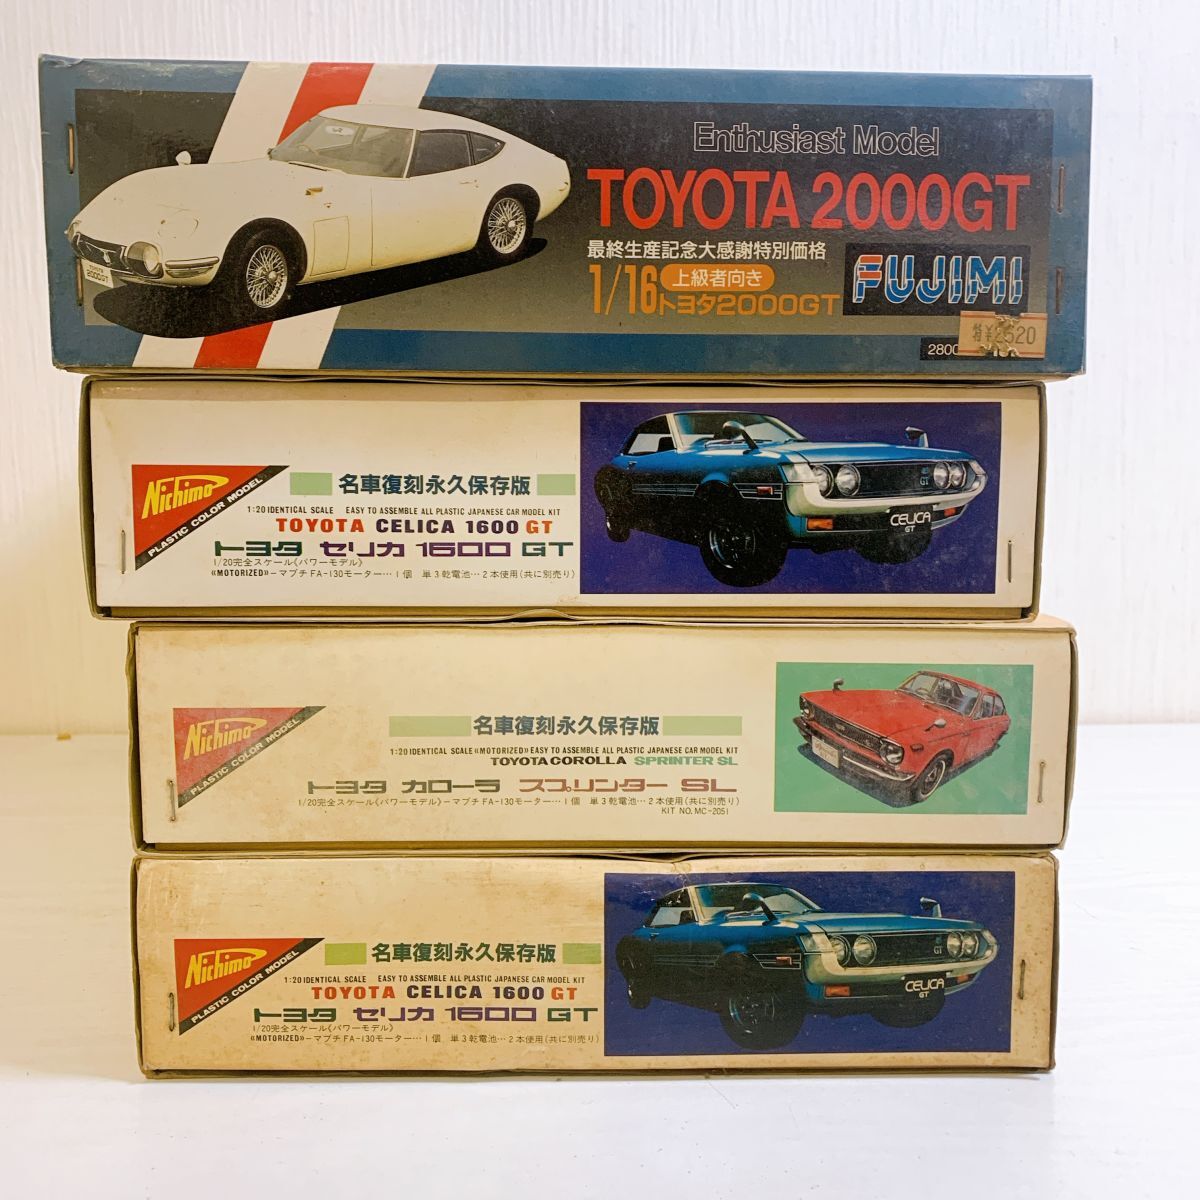 Enthusiast Model
TOYOTA 2000GT
最終生産記念大感謝特別価格
1/16 上級者向き
トヨタ2000GT
FUJIMI
TOYOTA
2000GT
特¥2520
Nichimo
PLASTIC COLOR MODEL
名車復刻永久保存版
1:20 IDENTICAL SCALE EASY TO ASSEMBLE ALL PLASTIC JAPANESE CAR MODEL KIT
TOYOTA CELICA 1600 GT
トヨタ セリカ 1600 GT
1/20完全スケール《パワーモデル》
《MOTORIZED》−マブチFA-130モーター…1個 単3乾電池…2本使用(共に別売り)
CELICA
GT
Nichimo
PLASTIC COLOR MODEL
名車復刻永久保存版
1:20 IDENTICAL SCALE《MOTORIZED》EASY TO ASSEMBLE ALL PLASTIC JAPANESE CAR MODEL KIT
TOYOTA COROLLA SPRINTER SL
トヨタ カローラ スプリンター SL
1/20完全スケール《パワーモデル》−マブチFA-130モーター…1個 単3乾電池…2本使用(共に別売り)
KIT NO.MC-2051
Nichimo
PLASTIC COLOR MODEL
名車復刻永久保存版
1:20 IDENTICAL SCALE EASY TO ASSEMBLE ALL PLASTIC JAPANESE CAR MODEL KIT
TOYOTA CELICA 1600 GT
トヨタ セリカ 1600 GT
1/20完全スケール《パワーモデル》
《MOTORIZED》−マブチFA-130モーター…1個 単3乾電池…2本使用(共に別売り)
GT
CELICA
GT